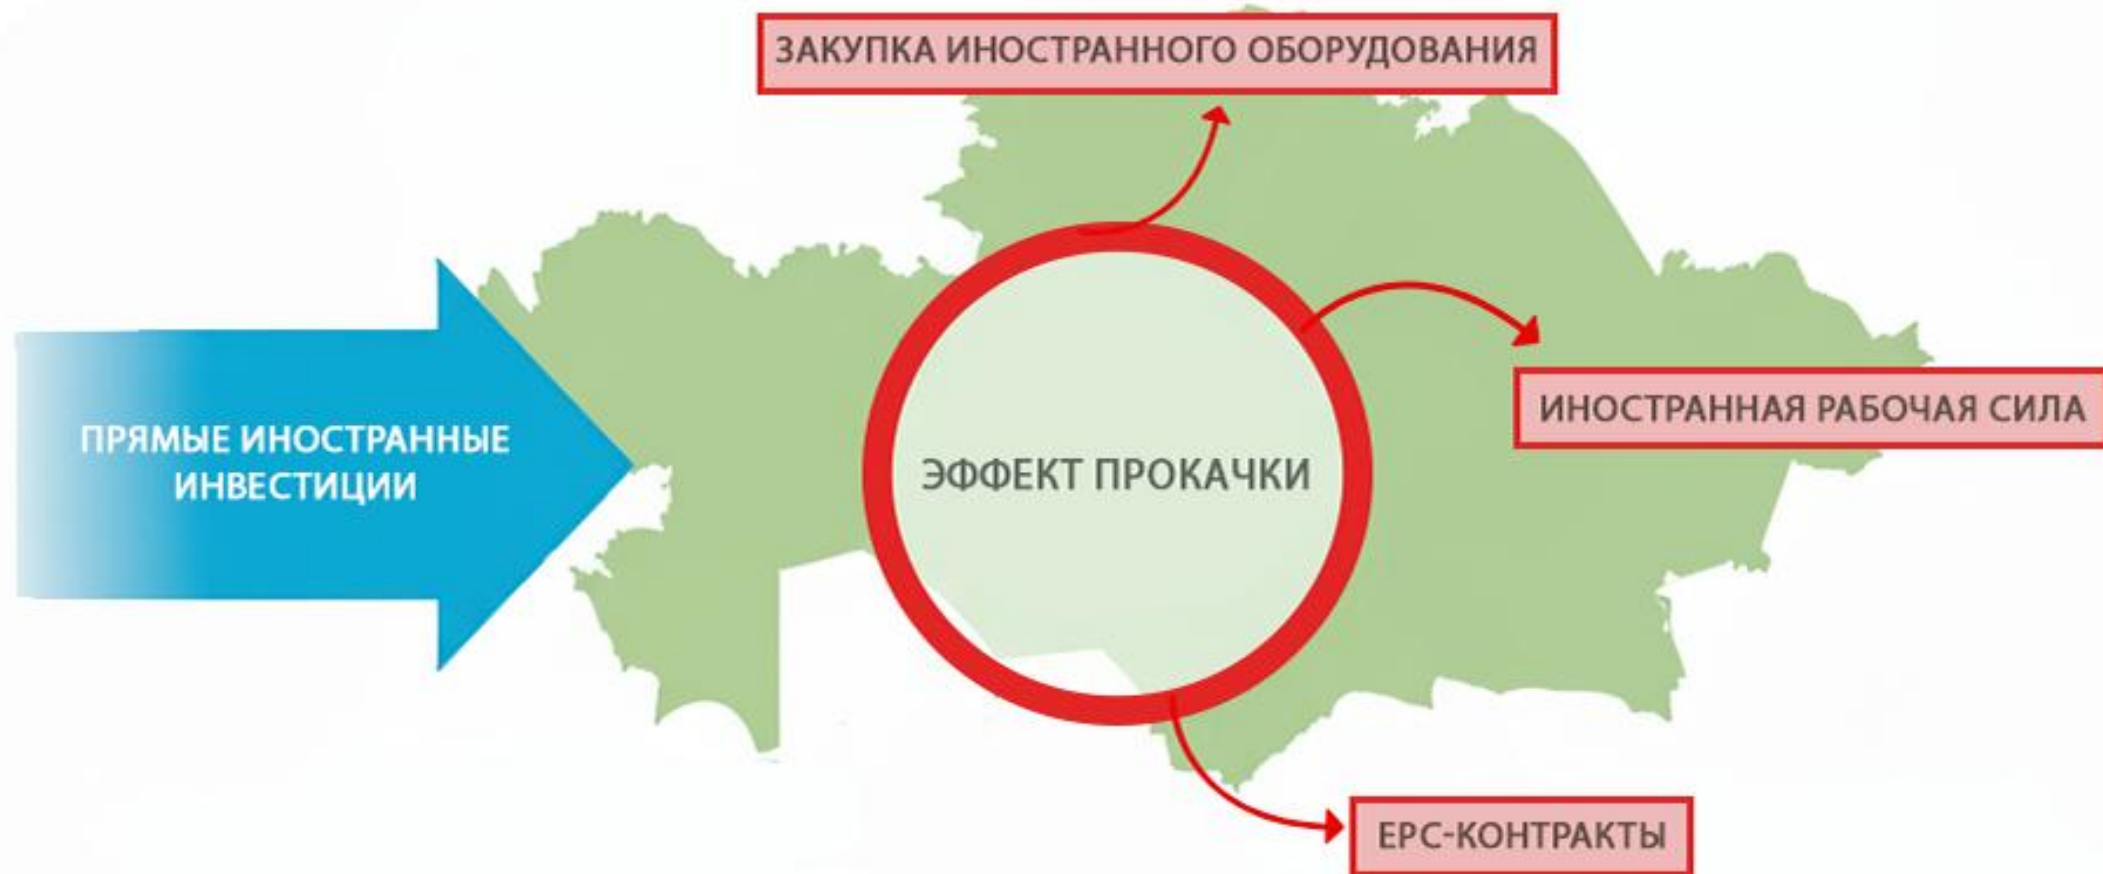 ЗАКУПКА ИНОСТРАННОГО ОБОРУДОВАНИЯ
ПРЯМЫЕ ИНОСТРАННЫЕ
ИНВЕСТИЦИИ
ЭФФЕКТ ПРОКАЧКИ
ИНОСТРАННАЯ РАБОЧАЯ СИЛА
EPC-КОНТРАКТЫ